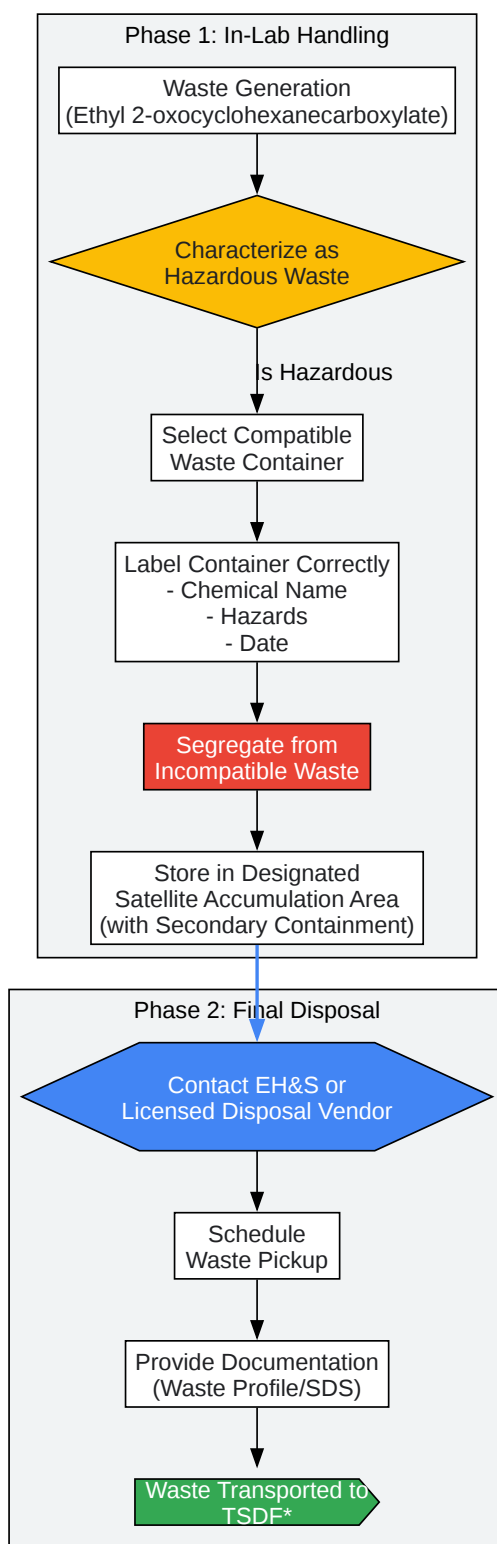 Phase 1: In-Lab Handling
Waste Generation
(Ethyl 2-oxocyclohexanecarboxylate)
Characterize as
Hazardous Waste
Is Hazardous
Select Compatible
Waste Container
Label Container Correctly
- Chemical Name
- Hazards
- Date
Segregate from
Incompatible Waste
Store in Designated
Satellite Accumulation Area
(with Secondary Containment)
Phase 2: Final Disposal
Contact EH&S or
Licensed Disposal Vendor
Schedule
Waste Pickup
Provide Documentation
(Waste Profile/SDS)
Waste Transported to
TSDF*